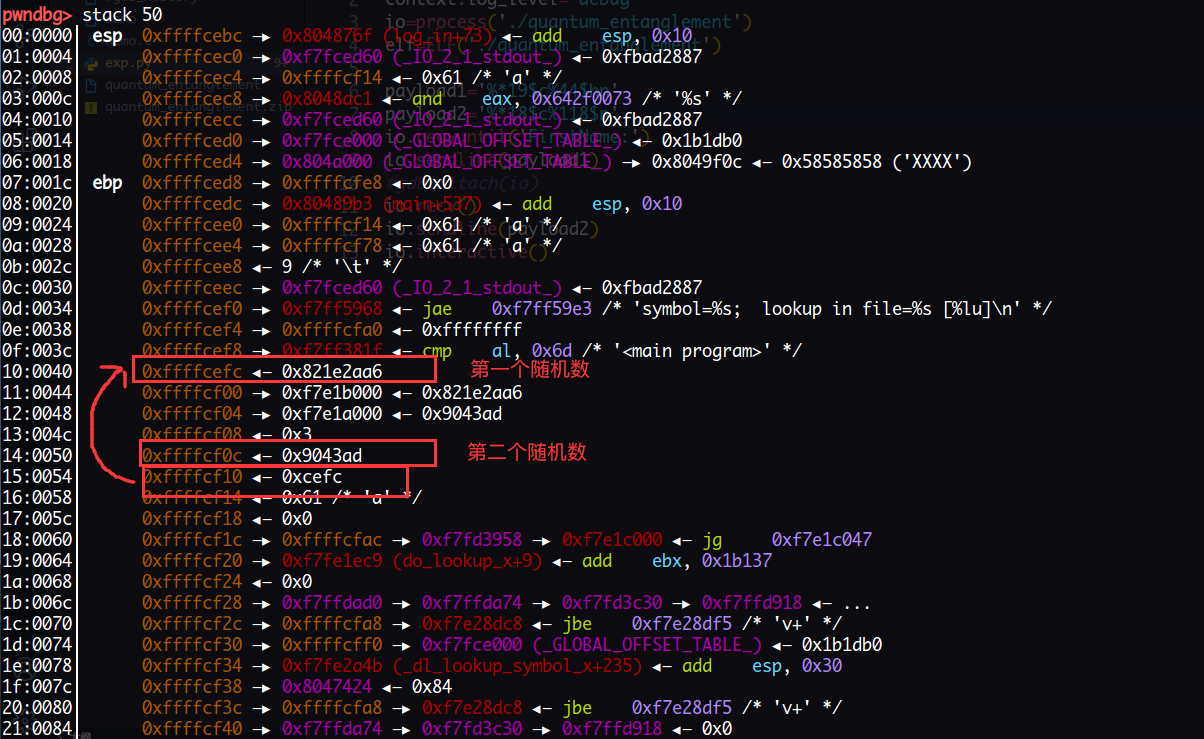 pwndbg> stack 50
00:0000│ esp 0xffffcebc —▸ 0x804876f (log_in+73) ◂— add esp, 0x10
01:0004│ 0xffffcec0 —▸ 0xf7fced60 (_IO_2_1_stdout_) ◂— 0xfbad2887
02:0008│ 0xffffcec4 —▸ 0xffffcf14 ◂— 0x61 /* 'a' */
03:000c│ 0xffffcec8 —▸ 0x8048ac1 ◂— and eax, 0x642f0073 /* '%s' */
04:0010│ 0xffffcecc —▸ 0xf7fced60 (_IO_2_1_stdout_) ◂— 0xfbad2887
05:0014│ 0xffffced0 —▸ 0xf7fce000 (_GLOBAL_OFFSET_TABLE_) ◂— 0x1b1db0
06:0018│ 0xffffced4 —▸ 0x804a000 (_GLOBAL_OFFSET_TABLE_) —▸ 0x8049f0c ◂— 0x58585858 ('XXXX')
07:001c│ ebp 0xffffced8 —▸ 0xffffcfe8 ◂— 0x0
08:0020│ 0xffffcedc —▸ 0x80489b3 (main+537) ◂— add esp, 0x10
09:0024│ 0xffffcee0 —▸ 0xffffcf14 ◂— 0x61 /* 'a' */
0a:0028│ 0xffffcee4 —▸ 0xffffcf78 ◂— 0x61 /* 'a' */
0b:002c│ 0xffffcee8 ◂— 9 /* '\t' */
0c:0030│ 0xffffceec —▸ 0xf7fced60 (_IO_2_1_stdout_) ◂— 0xfbad2887
0d:0034│ 0xffffcef0 —▸ 0xf7ff5968 ◂— jae 0xf7ff59e3 /* 'symbol=%s;  lookup in file=%s [%lu]\n' */
0e:0038│ 0xffffcef4 —▸ 0xffffcfa0 ◂— 0xffffffff
0f:003c│ 0xffffcef8 —▸ 0xf7ff381f ◂— cmp al, 0x6d /* '<main program>' */
10:0040│ 0xffffcefc ◂— 0x821e2aa6 第一个随机数
11:0044│ 0xffffcf00 —▸ 0xf7e1b000 ◂— 0x821e2aa6
12:0048│ 0xffffcf04 —▸ 0xf7e1a000 ◂— 0x9043ad
13:004c│ 0xffffcf08 ◂— 0x3
14:0050│ 0xffffcf0c ◂— 0x9043ad 第二个随机数
15:0054│ 0xffffcf10 ◂— 0xcefc
16:0058│ 0xffffcf14 ◂— 0x61 /* 'a' */
17:005c│ 0xffffcf18 ◂— 0x0
18:0060│ 0xffffcf1c —▸ 0xffffcfac —▸ 0xf7fd3958 —▸ 0xf7e1c000 ◂— jg 0xf7e1c047
19:0064│ 0xffffcf20 —▸ 0xf7fe1ec9 (do_lookup_x+9) ◂— add ebx, 0x1b137
1a:0068│ 0xffffcf24 ◂— 0x0
1b:006c│ 0xffffcf28 —▸ 0xf7ffdad0 —▸ 0xf7ffda74 —▸ 0xf7fd3c30 —▸ 0xf7ffd918 ◂— ...
1c:0070│ 0xffffcf2c —▸ 0xffffcfa8 —▸ 0xf7e28dc8 ◂— jbe 0xf7e28df5 /* 'v+' */
1d:0074│ 0xffffcf30 —▸ 0xffffcff0 —▸ 0xf7fce000 (_GLOBAL_OFFSET_TABLE_) ◂— 0x1b1db0
1e:0078│ 0xffffcf34 —▸ 0xf7fe2a4b (_dl_lookup_symbol_x+235) ◂— add esp, 0x30
1f:007c│ 0xffffcf38 —▸ 0x8047424 ◂— 0x84
20:0080│ 0xffffcf3c —▸ 0xffffcfa8 —▸ 0xf7e28dc8 ◂— jbe 0xf7e28df5 /* 'v+' */
21:0084│ 0xffffcf40 —▸ 0xf7ffda74 —▸ 0xf7fd3c30 —▸ 0xf7ffd918 ◂— 0x0